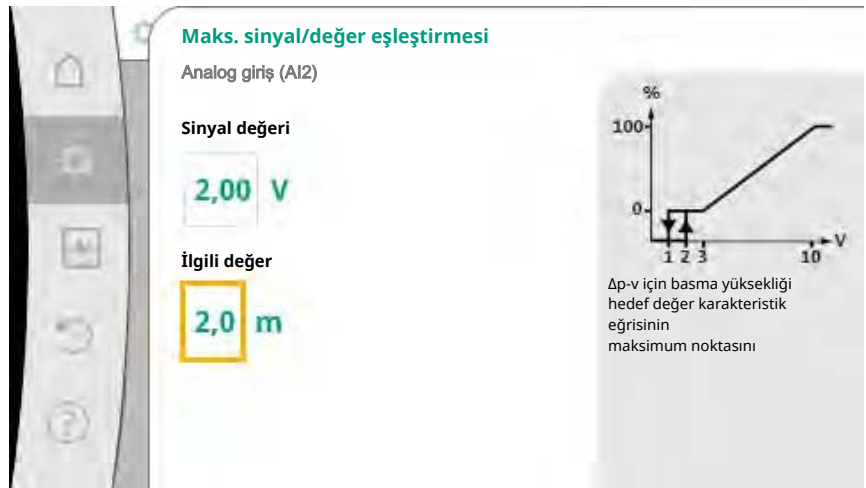 Maks. sinyal/değer eşleştirmesi
Analog giriş (AI2)
Sinyal değeri
2,00 V
İlgili değer
2,0 m
%
100
0
1 2 3 10 V
Δp-v için basma yüksekliği
hedef değer karakteristik
eğrisinin
maksimum noktasını
?